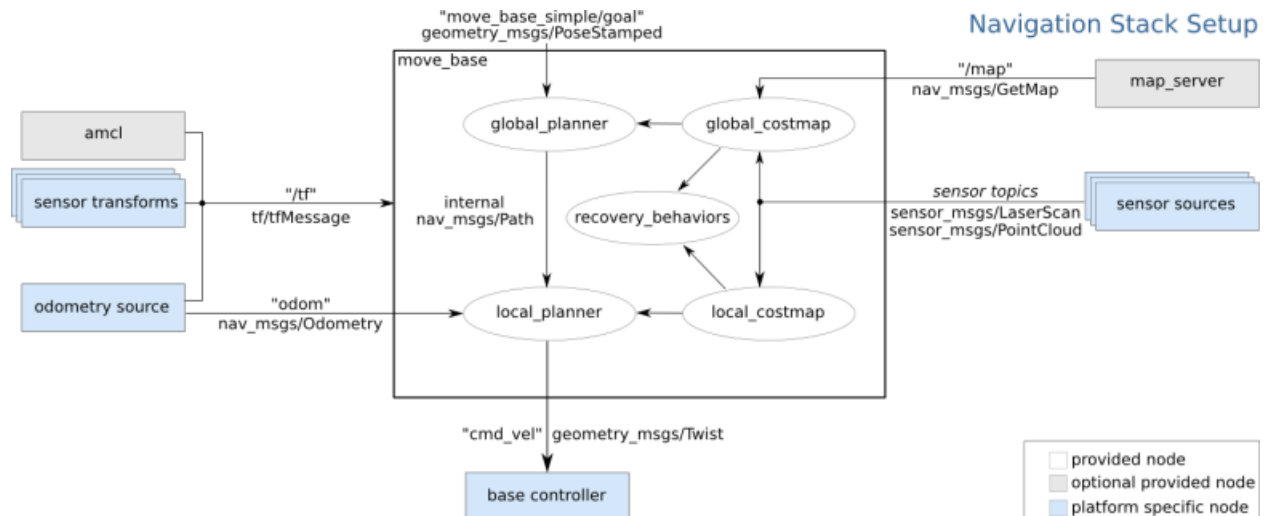 Navigation Stack Setup
"move_base_simple/goal"
geometry_msgs/PoseStamped
move_base
"/map"
nav_msgs/GetMap
map_server
global_planner
global_costmap
amcl
sensor transforms
"/tf"
tf/tfMessage
internal
nav_msgs/Path
recovery_behaviors
sensor topics
sensor_msgs/LaserScan
sensor_msgs/PointCloud
sensor sources
odometry source
"odom"
nav_msgs/Odometry
local_planner
local_costmap
"cmd_vel" geometry_msgs/Twist
base controller
provided node
optional provided node
platform specific node